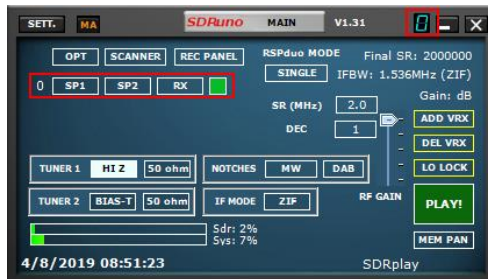 SETT. MA SDRuno MAIN V1.31 0
OPT SCANNER REC PANEL RSPduo MODE Final SR: 2000000
SINGLE IFBW: 1.536MHz (ZIF)
0 SP1 SP2 RX Gain: dB
SR (MHz) 2.0 ADD VRX
DEC 1 DEL VRX
TUNER 1 HI Z 50 ohm NOTCHES MW DAB LO LOCK
TUNER 2 BIAS-T 50 ohm IF MODE ZIF RF GAIN PLAY!
Sdr: 2%
Sys: 7% MEM PAN
4/8/2019 08:51:23 SDRplay